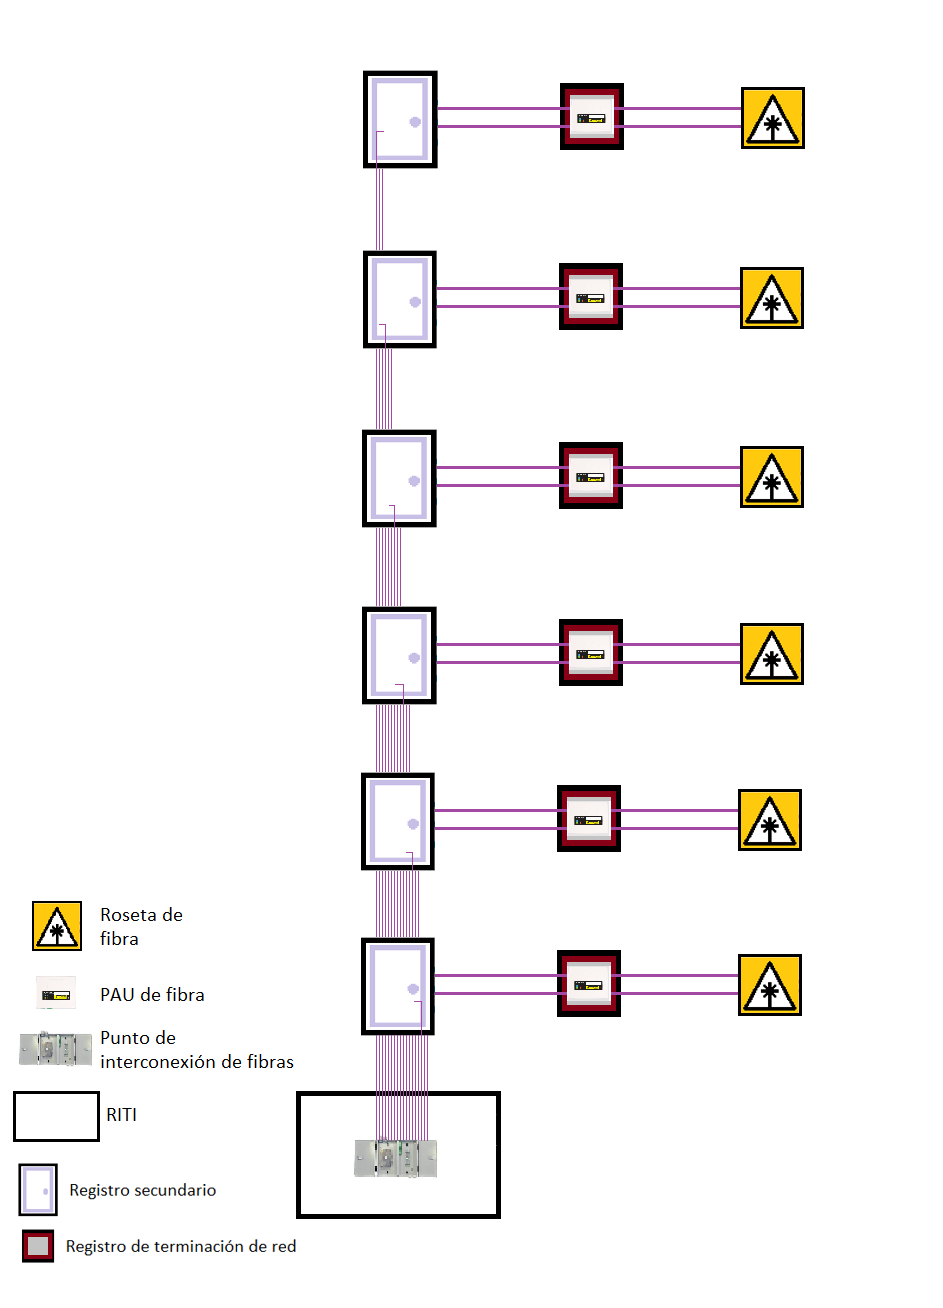 Roseta de
fibra
PAU de fibra
Punto de
interconexión de fibras
RITI
Registro secundario
Registro de terminación de red